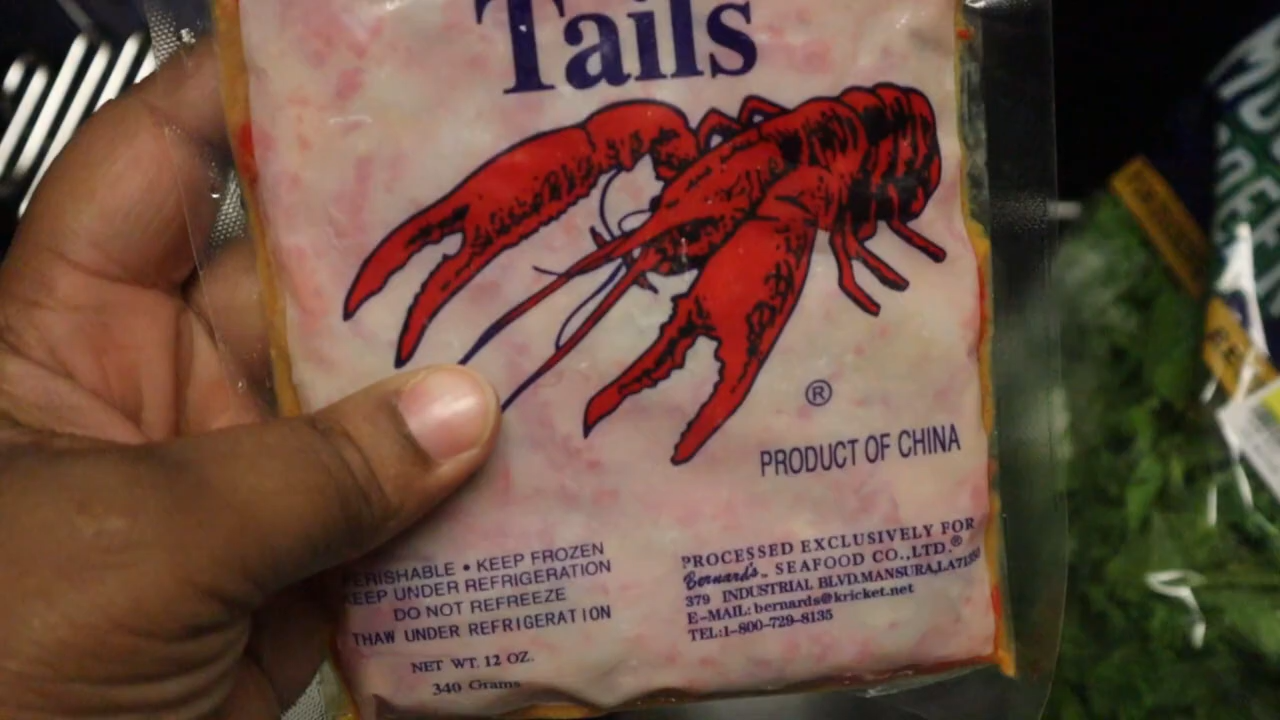 Tails
®
PRODUCT OF CHINA
PERISHABLE • KEEP FROZEN
KEEP UNDER REFRIGERATION
DO NOT REFREEZE
THAW UNDER REFRIGERATION
NET WT. 12 OZ.
340 Grams
PROCESSED EXCLUSIVELY FOR
Bernard's™ SEAFOOD CO.,LTD.®
379 INDUSTRIAL BLVD.MANSURA,LA71350
E-MAIL: bernards@kricket.net
TEL:1-800-729-8135